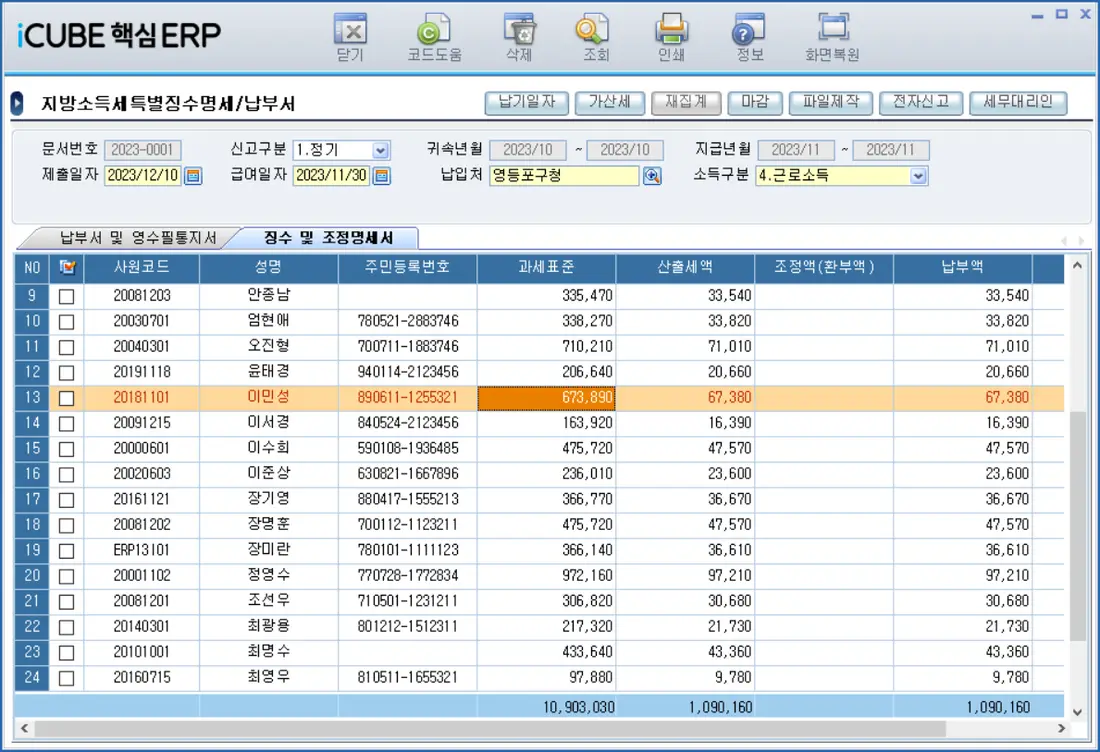 iCUBE 핵심ERP
닫기 코드도움 삭제 조회 인쇄 정보 화면복원
지방소득세특별징수명세/납부서 납기일자 가산세 재집계 마감 파일제작 전자신고 세무대리인
문서번호 2023-0001 신고구분 1.정기 귀속년월 2023/10 ~ 2023/10 지급년월 2023/11 ~ 2023/11
제출일자 2023/12/10 급여일자 2023/11/30 납입처 영등포구청 소득구분 4.근로소득
납부서 및 영수필통지서 징수 및 조정명세서
NO 사원코드 성명 주민등록번호 과세표준 산출세액 조정액(환부액) 납부액
9 20081203 안종남 335,470 33,540 33,540
10 20030701 엄현애 780521-2883746 338,270 33,820 33,820
11 20040301 오진형 700711-1883746 710,210 71,010 71,010
12 20191118 윤태경 940114-2123456 206,640 20,660 20,660
13 20181101 이민성 890611-1255321 673,890 67,380 67,380
14 20091215 이서경 840524-2123456 163,920 16,390 16,390
15 20000601 이수희 590108-1936485 475,720 47,570 47,570
16 20020603 이준상 630821-1667896 236,010 23,600 23,600
17 20161121 장기영 880417-1555213 366,770 36,670 36,670
18 20081202 장명훈 700112-1123211 475,720 47,570 47,570
19 ERP13I01 장미란 780101-1111123 366,140 36,610 36,610
20 20001102 정영수 770728-1772834 972,160 97,210 97,210
21 20081201 조선우 710501-1231211 306,820 30,680 30,680
22 20140301 최광용 801212-1512311 217,320 21,730 21,730
23 20101001 최명수 433,640 43,360 43,360
24 20160715 최영우 810511-1655321 97,880 9,780 9,780
10,903,030 1,090,160 1,090,160